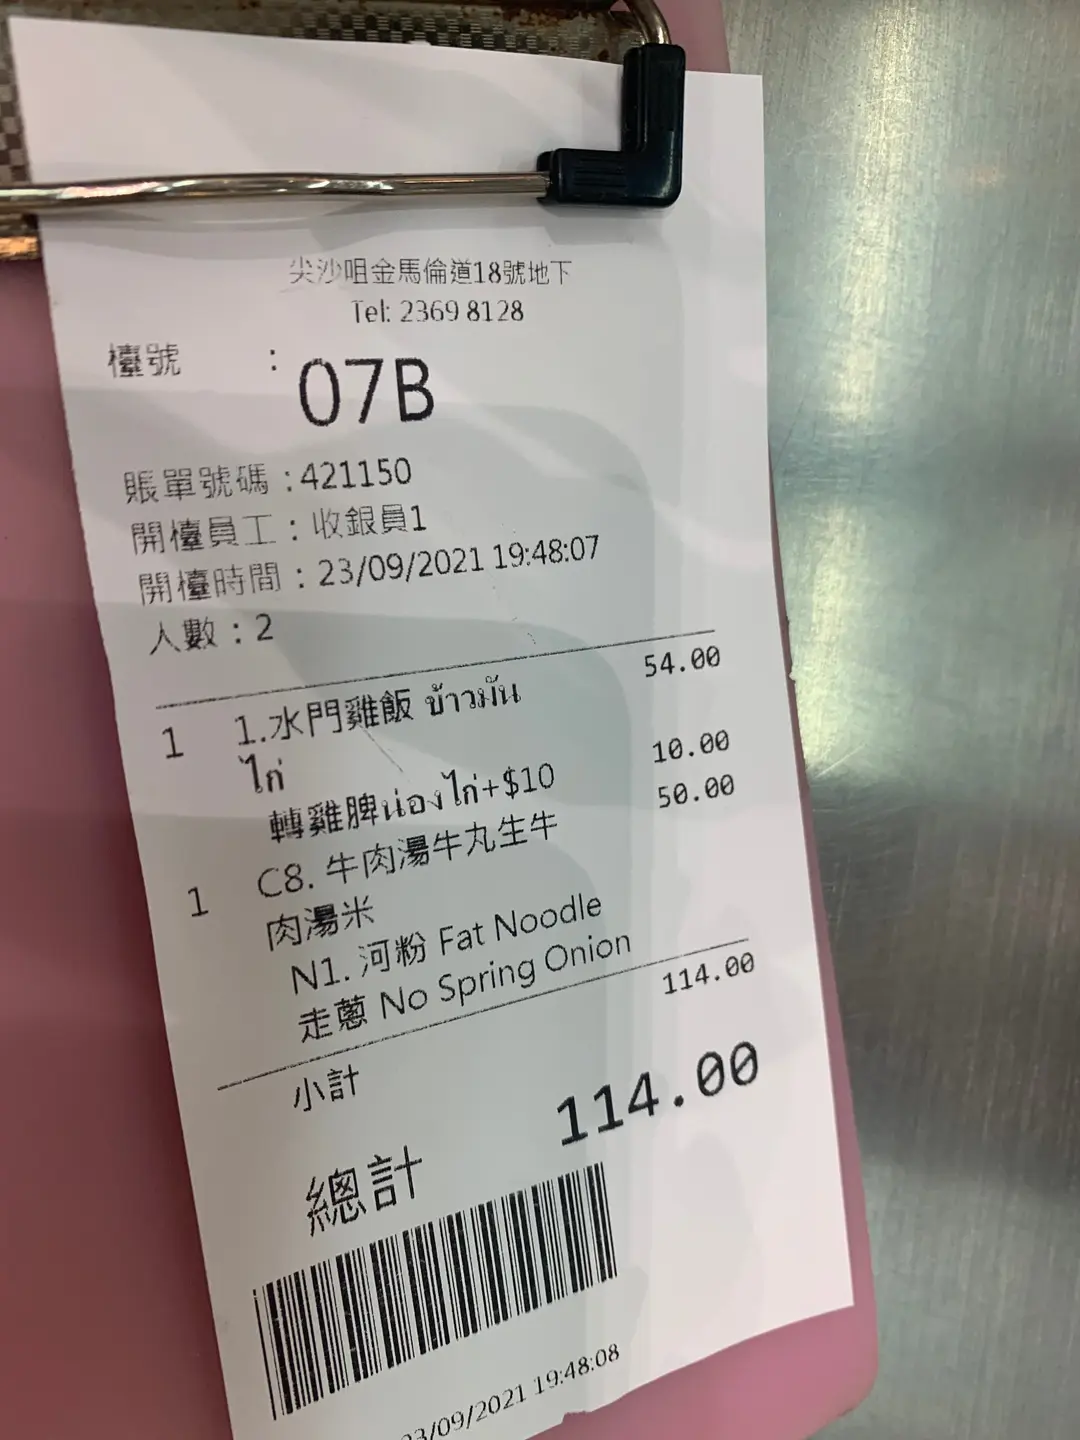 尖沙咀金馬倫道18號地下
Tel: 2369 8128
檯號 : 07B
賬單號碼 : 421150
開檯員工 : 收銀員1
開檯時間 : 23/09/2021 19:48:07
人數 : 2
1 1.水門雞飯 ข้าวมัน 54.00
ไก่
轉雞脾น่องไก่+$10 10.00
1 C8. 牛肉湯牛丸生牛 50.00
肉湯米
N1. 河粉 Fat Noodle
走蔥 No Spring Onion
小計 114.00
總計 114.00
23/09/2021 19:48:08